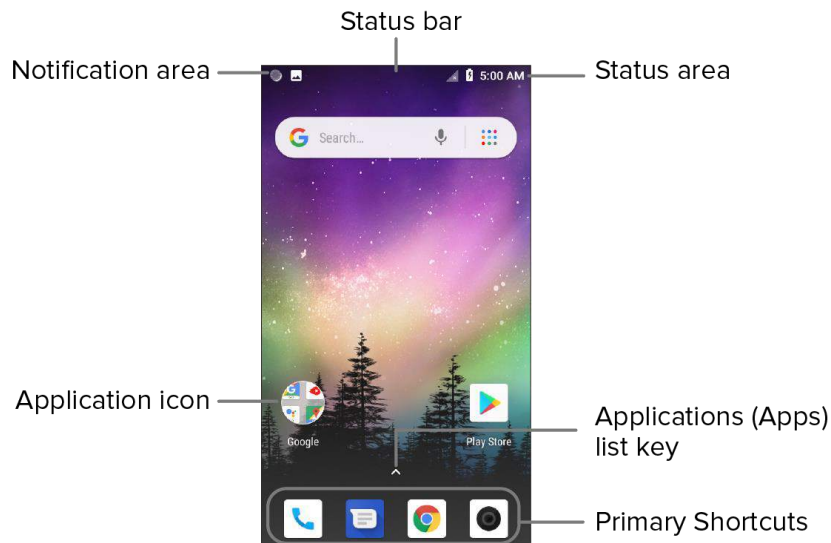 Status bar
Notification area
5:00 AM
Status area
Search...
Application icon
Google
Play Store
Applications (Apps)
list key
Primary Shortcuts